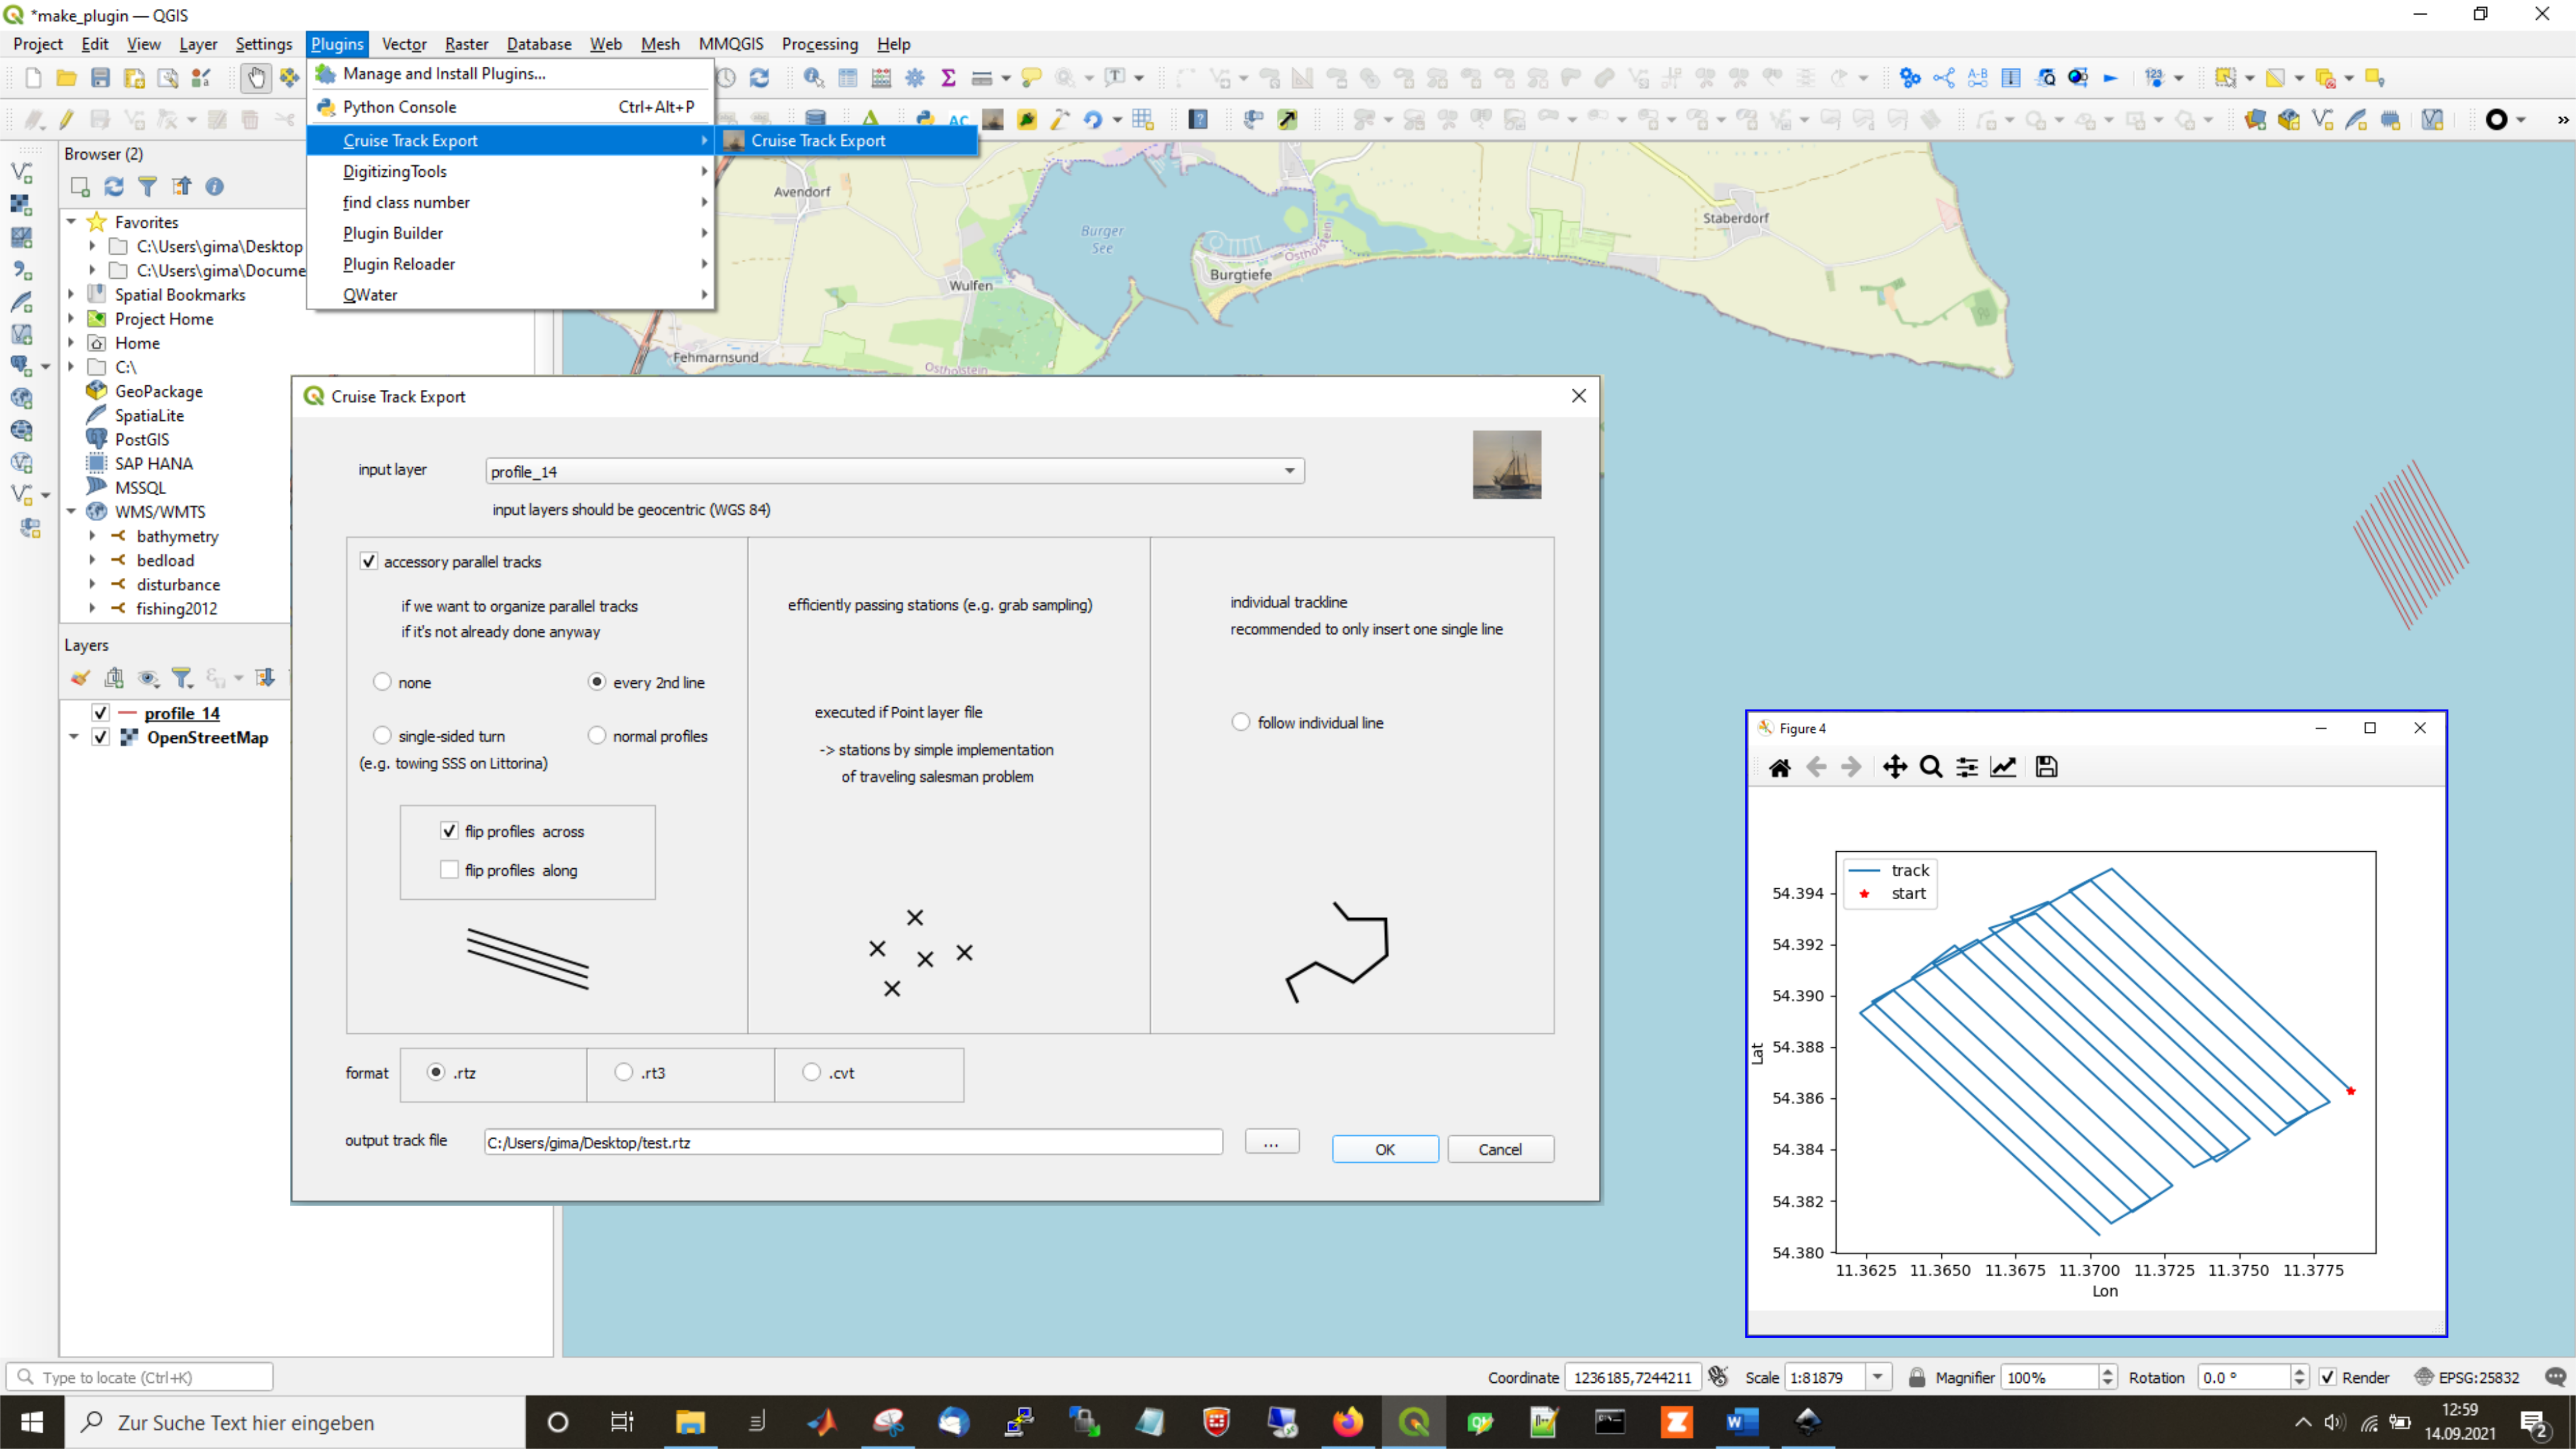 *make_plugin — QGIS
Project Edit View Layer Settings Plugins Vector Raster Database Web Mesh MMQGIS Processing Help
Manage and Install Plugins...
Python Console Ctrl+Alt+P
Cruise Track Export
Cruise Track Export
DigitizingTools
find class number
Plugin Builder
Plugin Reloader
QWater
Browser (2)
Favorites
C:\Users\gima\Desktop
C:\Users\gima\Docume
Spatial Bookmarks
Project Home
Home
C:\
GeoPackage
SpatiaLite
PostGIS
SAP HANA
MSSQL
WMS/WMTS
bathymetry
bedload
disturbance
fishing2012
Layers
profile_14
OpenStreetMap
Avendorf
Burger
See
Wulfen
Burgtiefe
Ostholstein
Staberdorf
Fehmarnsund
Ostholstein
Cruise Track Export
input layer profile_14
input layers should be geocentric (WGS 84)
accessory parallel tracks
if we want to organize parallel tracks
if it's not already done anyway
none every 2nd line
single-sided turn normal profiles
(e.g. towing SSS on Littorina)
flip profiles across
flip profiles along
efficiently passing stations (e.g. grab sampling)
executed if Point layer file
-> stations by simple implementation
of traveling salesman problem
individual trackline
recommended to only insert one single line
follow individual line
format .rtz .rt3 .cvt
output track file C:/Users/gima/Desktop/test.rtz ... OK Cancel
Figure 4
track
start
54.394
54.392
54.390
54.388
54.386
54.384
54.382
54.380
Lat
11.3625 11.3650 11.3675 11.3700 11.3725 11.3750 11.3775
Lon
Type to locate (Ctrl+K)
Coordinate 1236185,7244211 Scale 1:81879 Magnifier 100% Rotation 0.0 ° Render EPSG:25832
Zur Suche Text hier eingeben
12:59
14.09.2021
2